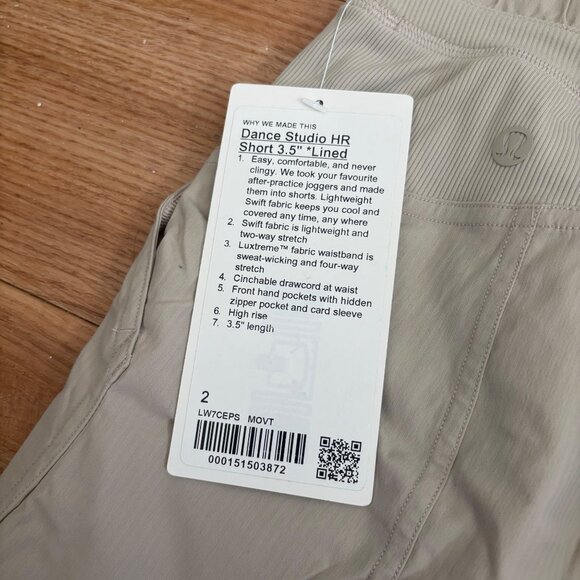 WHY WE MADE THIS
Dance Studio HR
Short 3.5" *Lined
1. Easy, comfortable, and never
clingy. We took your favourite
after-practice joggers and made
them into shorts. Lightweight
Swift fabric keeps you cool and
covered any time, any where
2. Swift fabric is lightweight and
two-way stretch
3. Luxtreme™ fabric waistband is
sweat-wicking and four-way
stretch
4. Cinchable drawcord at waist
5. Front hand pockets with hidden
zipper pocket and card sleeve
6. High rise
7. 3.5" length
2
LW7CEPS MOVT
000151503872